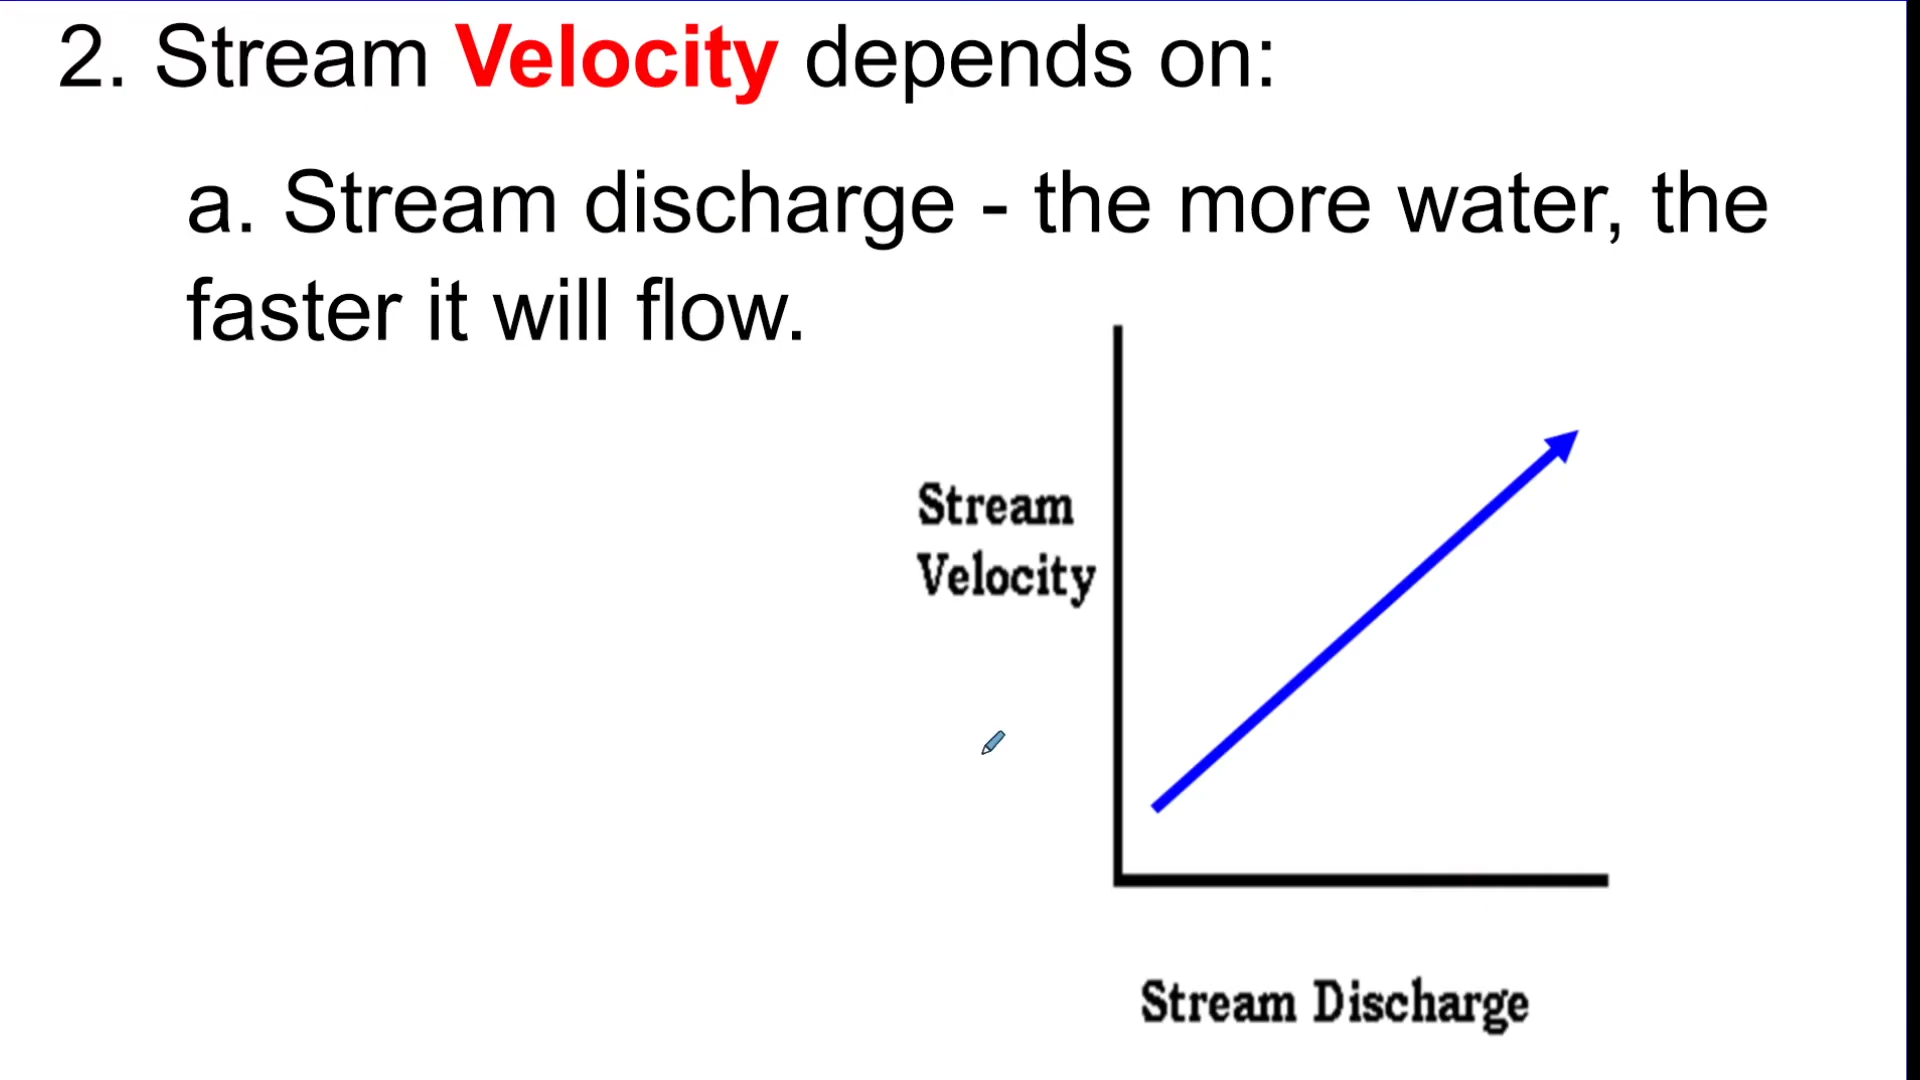 2. Stream Velocity depends on:
a. Stream discharge - the more water, the
faster it will flow.
Stream
Velocity
Stream Discharge